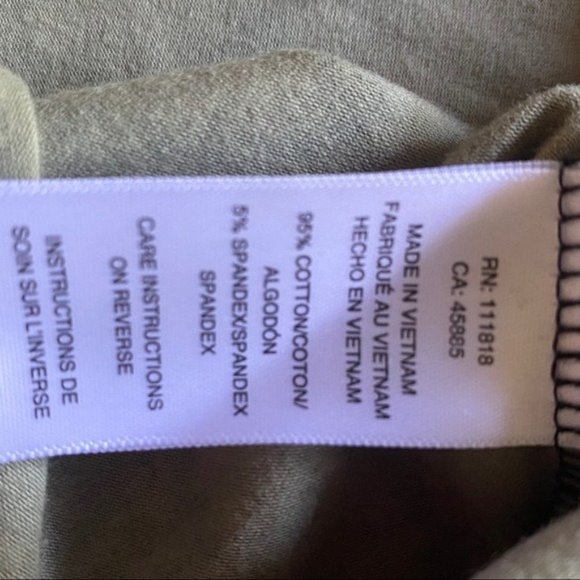 RN: 111818
CA: 45885
MADE IN VIETNAM
FABRIQUÉ AU VIETNAM
HECHO EN VIETNAM
95% COTTON/COTON/
ALGODÓN
5% SPANDEX/SPANDEX
SPANDEX
CARE INSTRUCTIONS
ON REVERSE
INSTRUCTIONS DE
SOIN SUR L'INVERSE